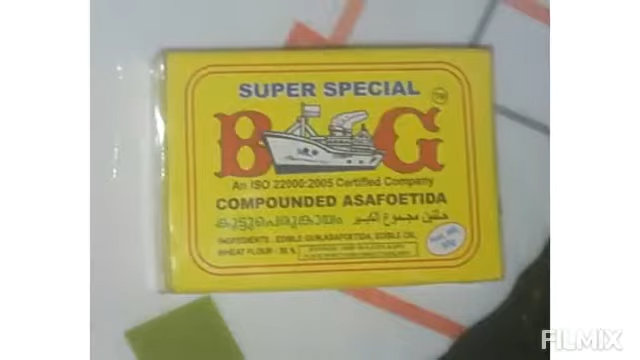 SUPER SPECIAL
B G
An ISO 22000:2005 Certified Company
COMPOUNDED ASAFOETIDA
കൂട്ടുപെരുകായം حلتيت مجموع الكبير
INGREDIENTS : EDIBLE GUM, ASAFOETIDA, EDIBLE OIL,
WHEAT FLOUR - 30 %
FILMIX